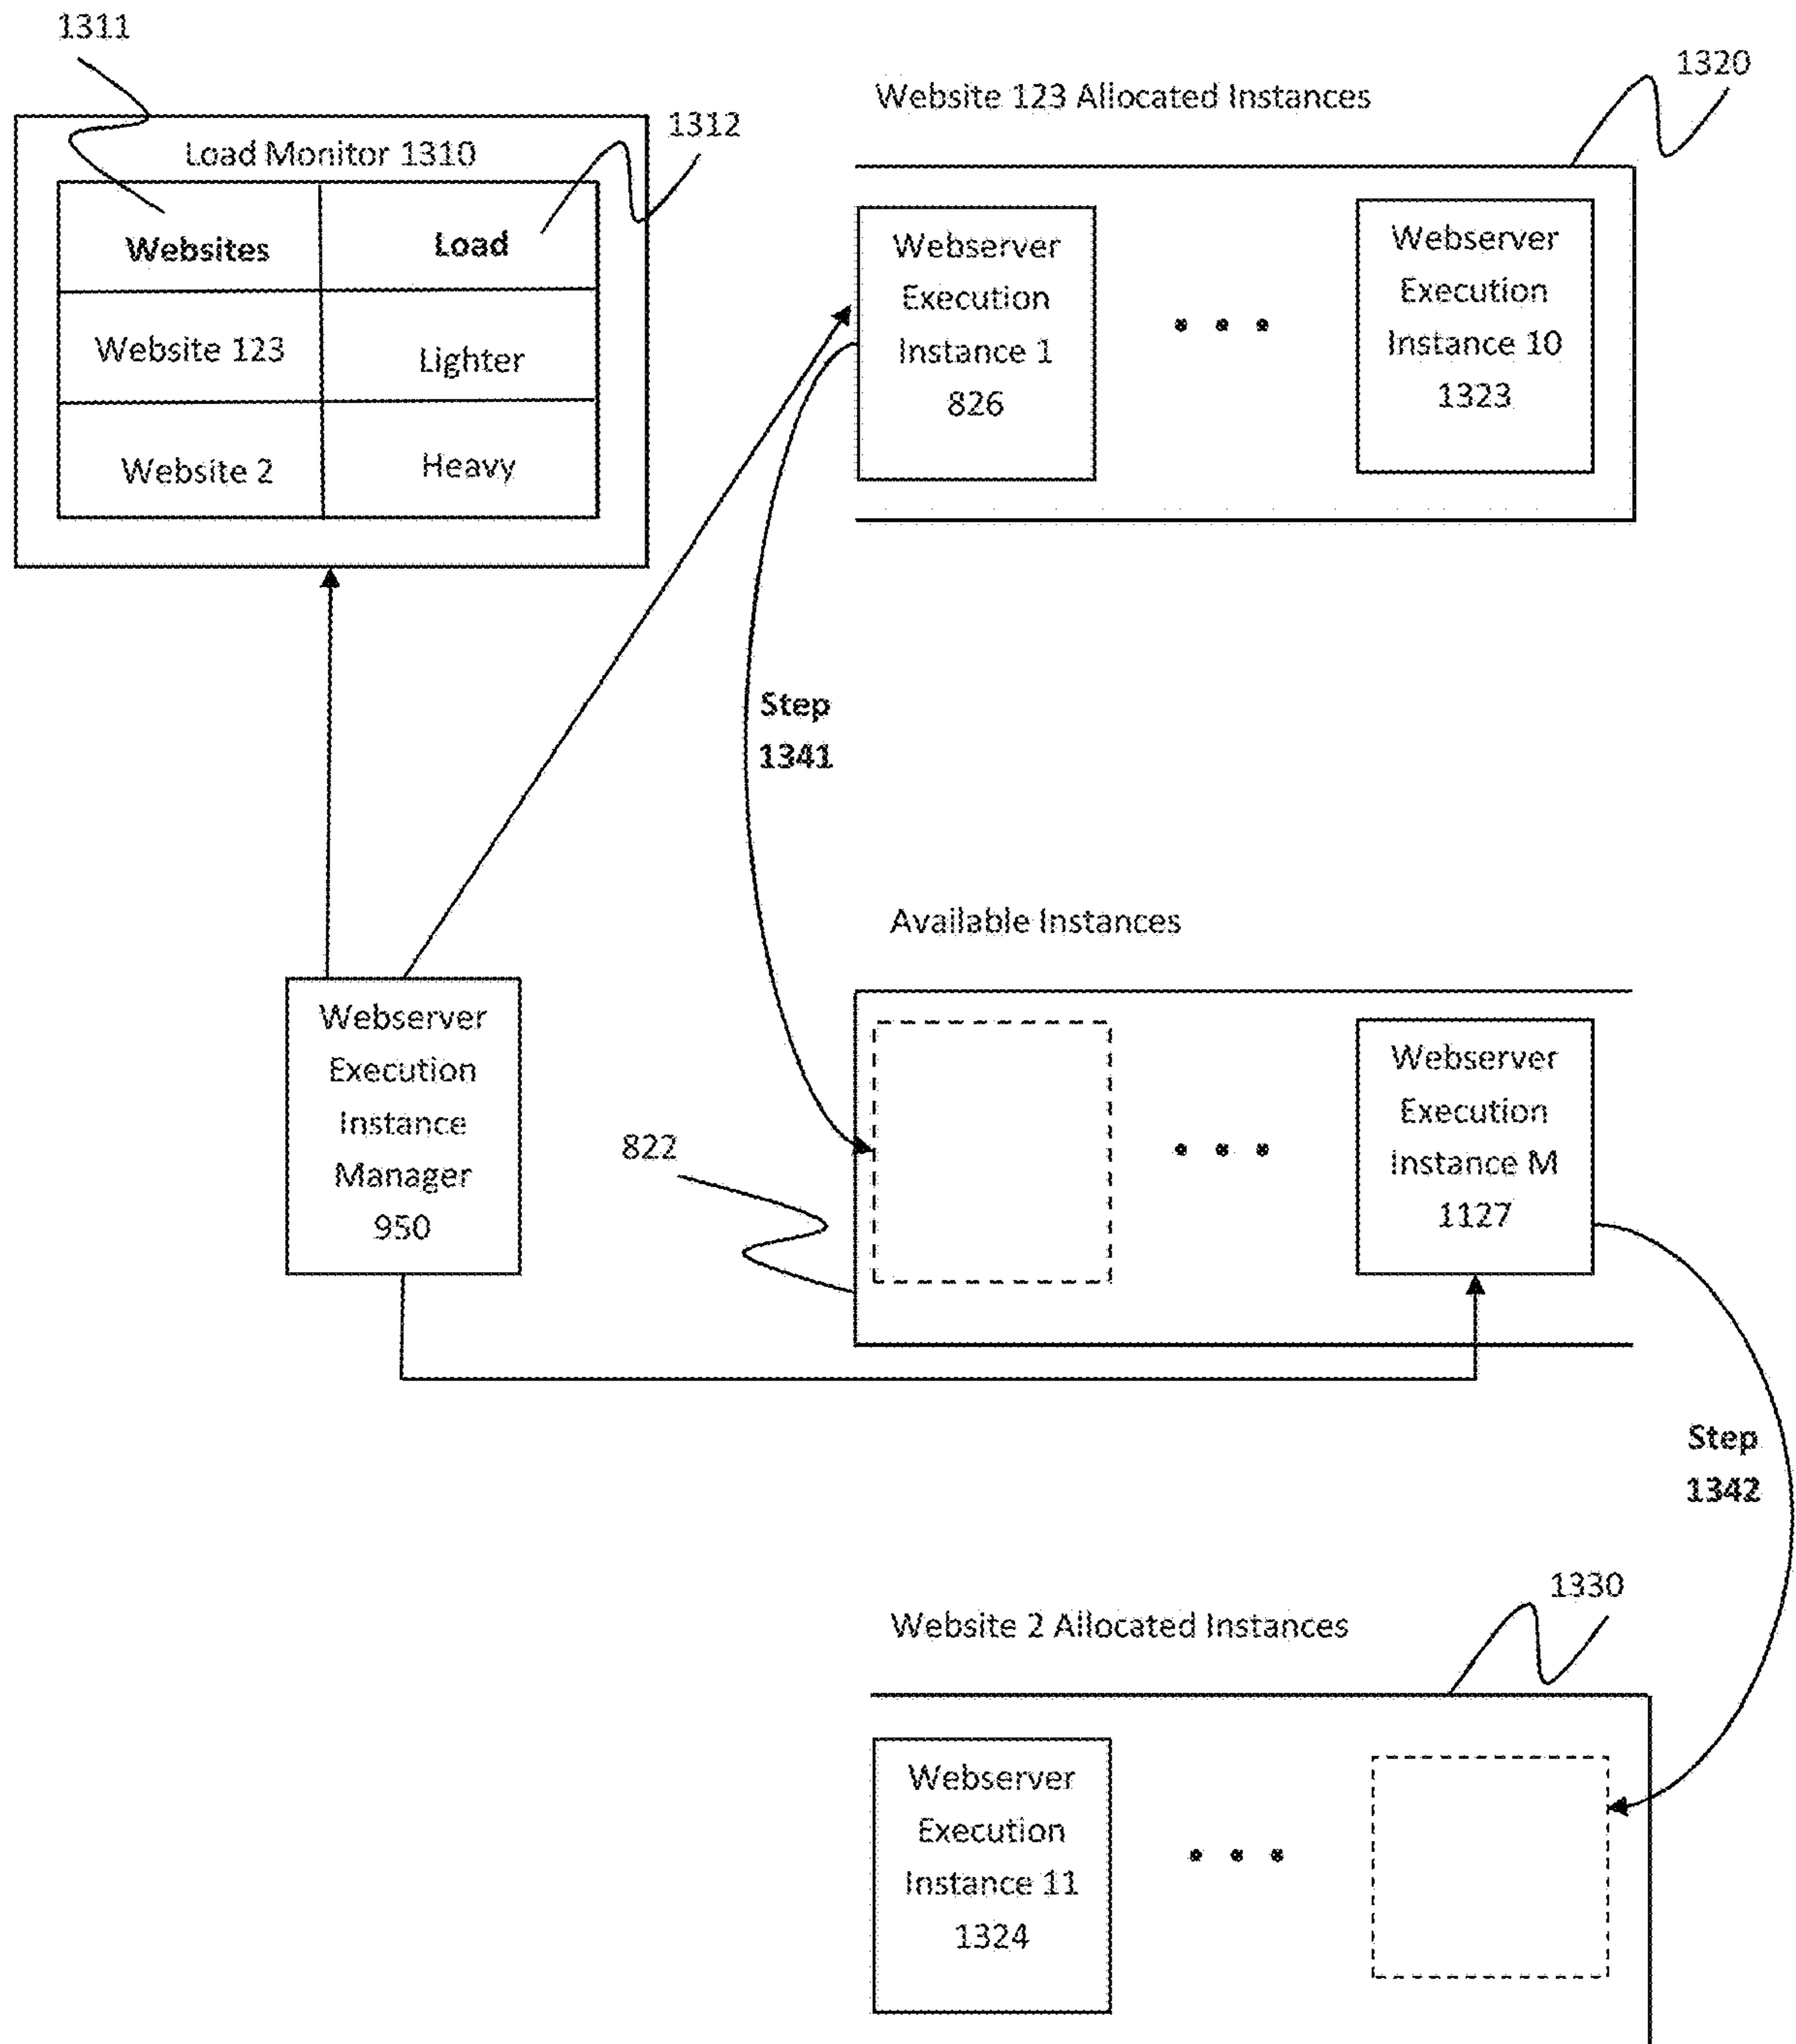 1311
1320
Website 123 Allocated Instances
1312
Load Monitor 1310
Websites
Load
Website 123
Lighter
Website 2
Heavy
Webserver
Execution
Instance 1
826
Webserver
Execution
Instance 10
1323
Step
1341
Available Instances
Webserver
Execution
Instance
Manager
950
822
Webserver
Execution
Instance M
1127
Step
1342
1330
Website 2 Allocated Instances
Webserver
Execution
Instance 11
1324